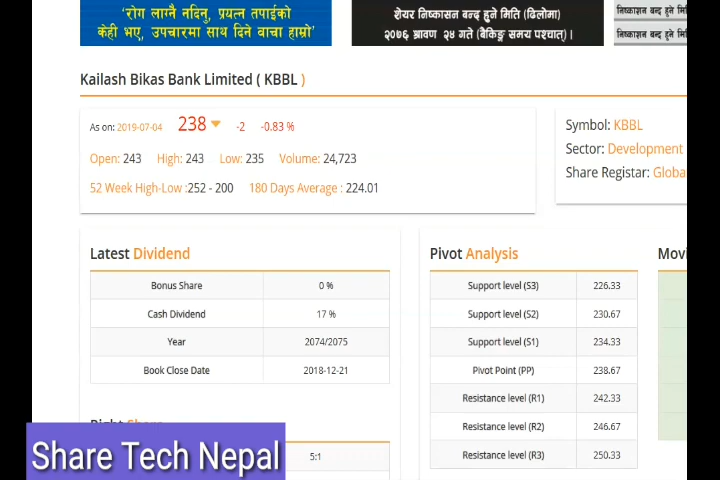 ‘रोग लाग्नै नदिनु, प्रयत्न तपाईको
केही भए, उपचारमा साथ दिने वाचा हाम्रो’
शेयर निष्कासन बन्द हुने मिति (ढिलोमा)
२०७६ श्रावण २४ गते (बैकिङ्ग समय पश्चात्)।
निष्काशन बन्द हुने मि
निष्काशन बन्द हुने मि
Kailash Bikas Bank Limited ( KBBL )
As on: 2019-07-04 238 -2 -0.83 %
Open: 243 High: 243 Low: 235 Volume: 24,723
52 Week High-Low :252 - 200 180 Days Average : 224.01
Symbol: KBBL
Sector: Development
Share Registar: Globa
Latest Dividend
Bonus Share 0 %
Cash Dividend 17 %
Year 2074/2075
Book Close Date 2018-12-21
Pivot Analysis
Support level (S3) 226.33
Support level (S2) 230.67
Support level (S1) 234.33
Pivot Point (PP) 238.67
Resistance level (R1) 242.33
Resistance level (R2) 246.67
Resistance level (R3) 250.33
Movi
5:1
Share Tech Nepal